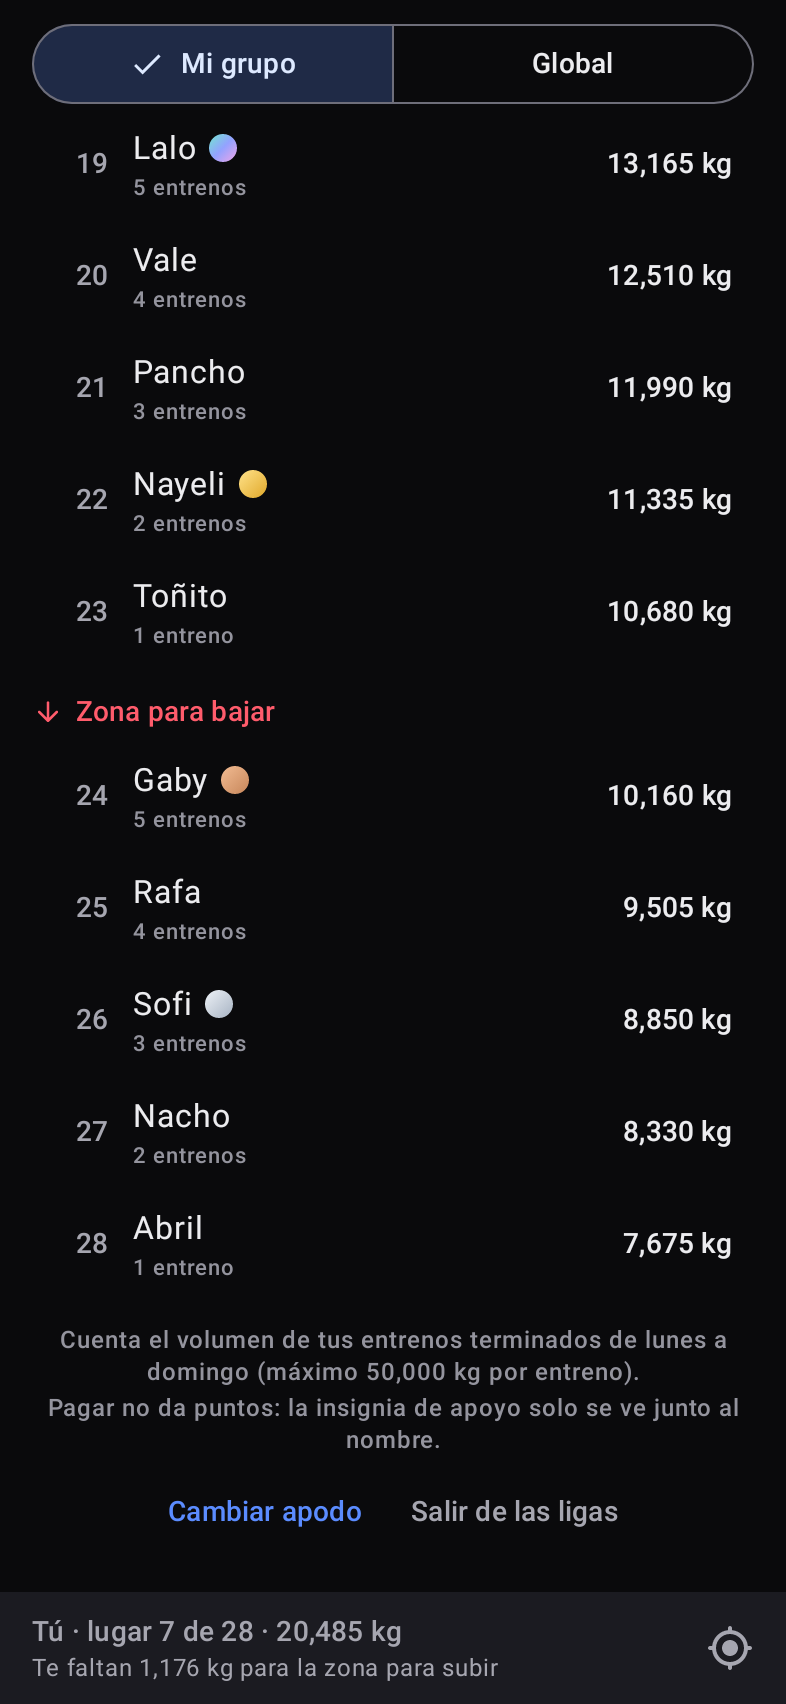 Mi grupo
Global
19
Lalo
5 entrenos
13,165 kg
20
Vale
4 entrenos
12,510 kg
21
Pancho
3 entrenos
11,990 kg
22
Nayeli
2 entrenos
11,335 kg
23
Toñito
1 entreno
10,680 kg
Zona para bajar
24
Gaby
5 entrenos
10,160 kg
25
Rafa
4 entrenos
9,505 kg
26
Sofi
3 entrenos
8,850 kg
27
Nacho
2 entrenos
8,330 kg
28
Abril
1 entreno
7,675 kg
Cuenta el volumen de tus entrenos terminados de lunes a
domingo (máximo 50,000 kg por entreno).
Pagar no da puntos: la insignia de apoyo solo se ve junto al
nombre.
Cambiar apodo
Salir de las ligas
Tú · lugar 7 de 28 · 20,485 kg
Te faltan 1,176 kg para la zona para subir